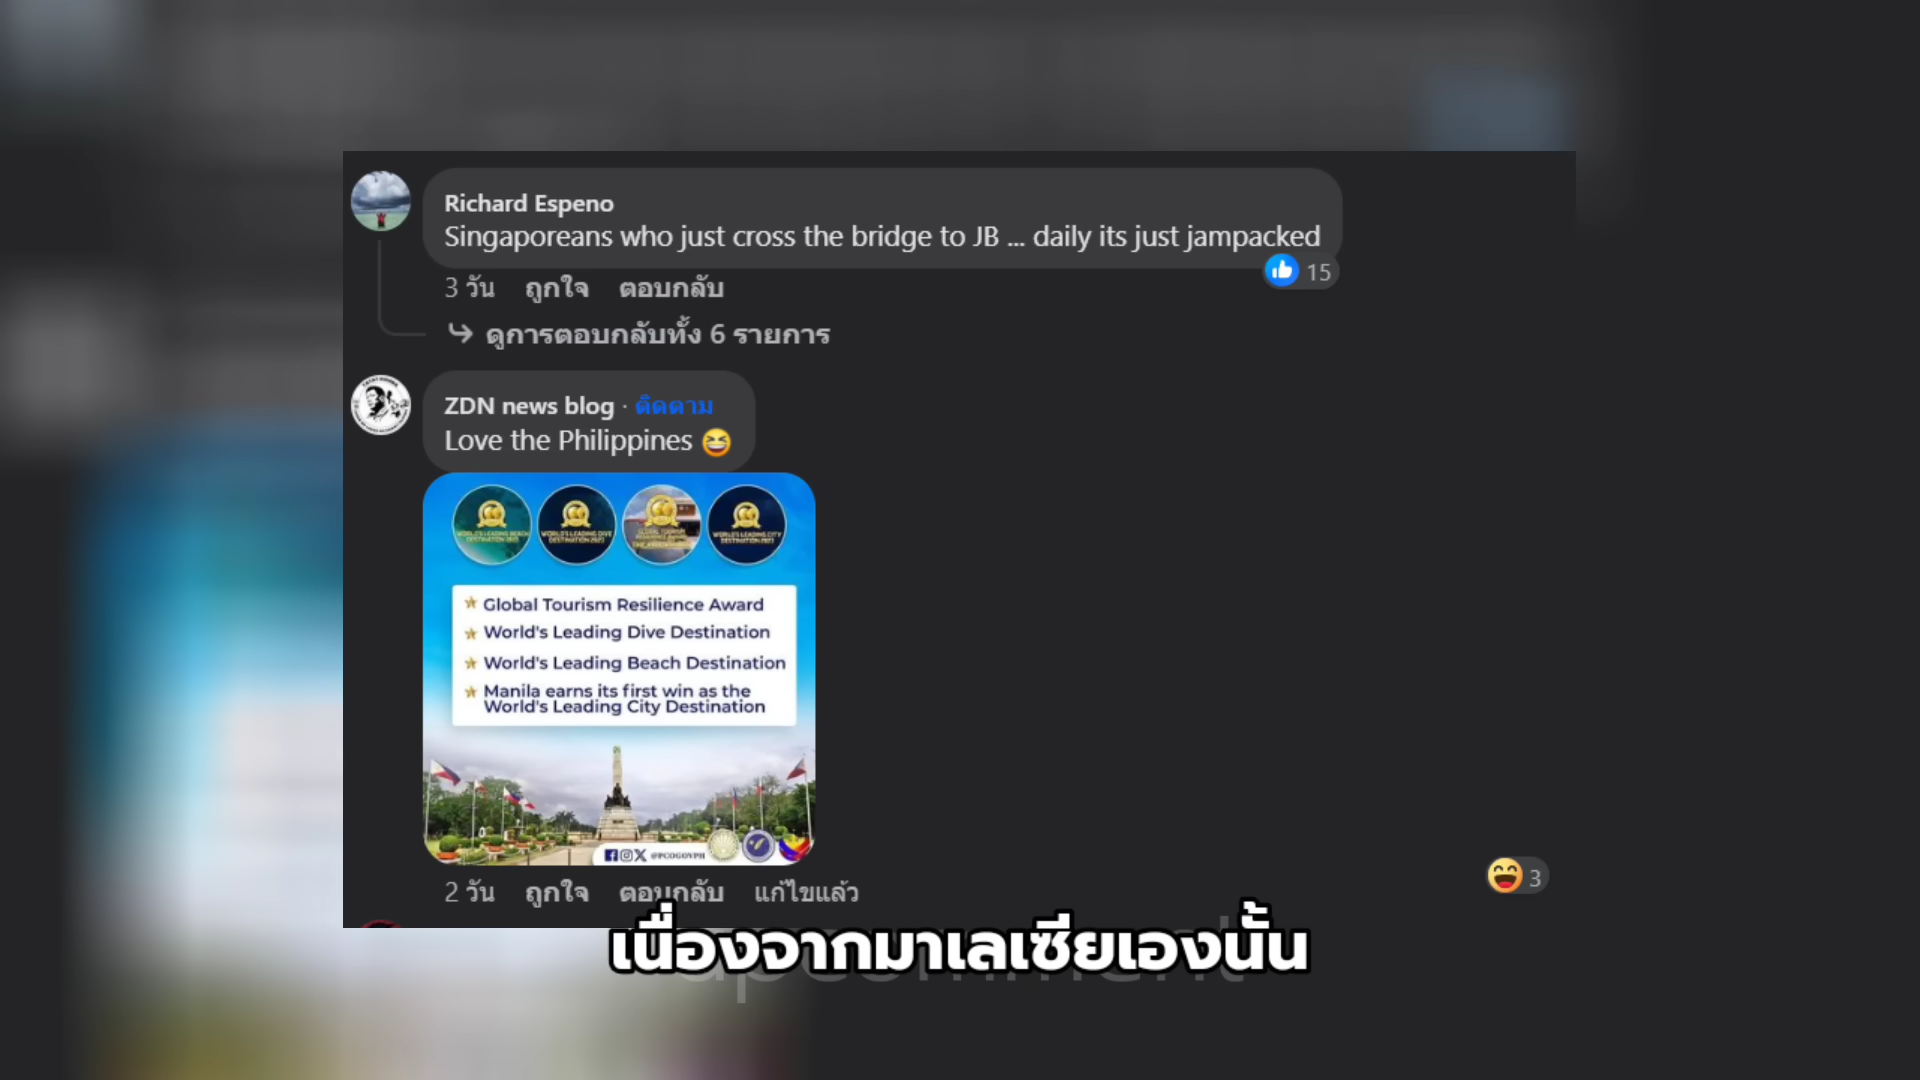 Richard Espeno
Singaporeans who just cross the bridge to JB ... daily its just jampacked
15
3 วัน ถูกใจ ตอบกลับ
ดูการตอบกลับทั้ง 6 รายการ
ZDN news blog · ติดตาม
Love the Philippines 😆
WORLD'S LEADING BEACH DESTINATION 2023
WORLD'S LEADING DIVE DESTINATION 2023
GLOBAL TOURISM RESILIENCE AWARD
WORLD'S LEADING CITY DESTINATION 2023
Global Tourism Resilience Award
World's Leading Dive Destination
World's Leading Beach Destination
Manila earns its first win as the
World's Leading City Destination
@PCOGOVPH
3
2 วัน ถูกใจ ตอบกลับ แก้ไขแล้ว
เนื่องจากมาเลเซียเองนั้น